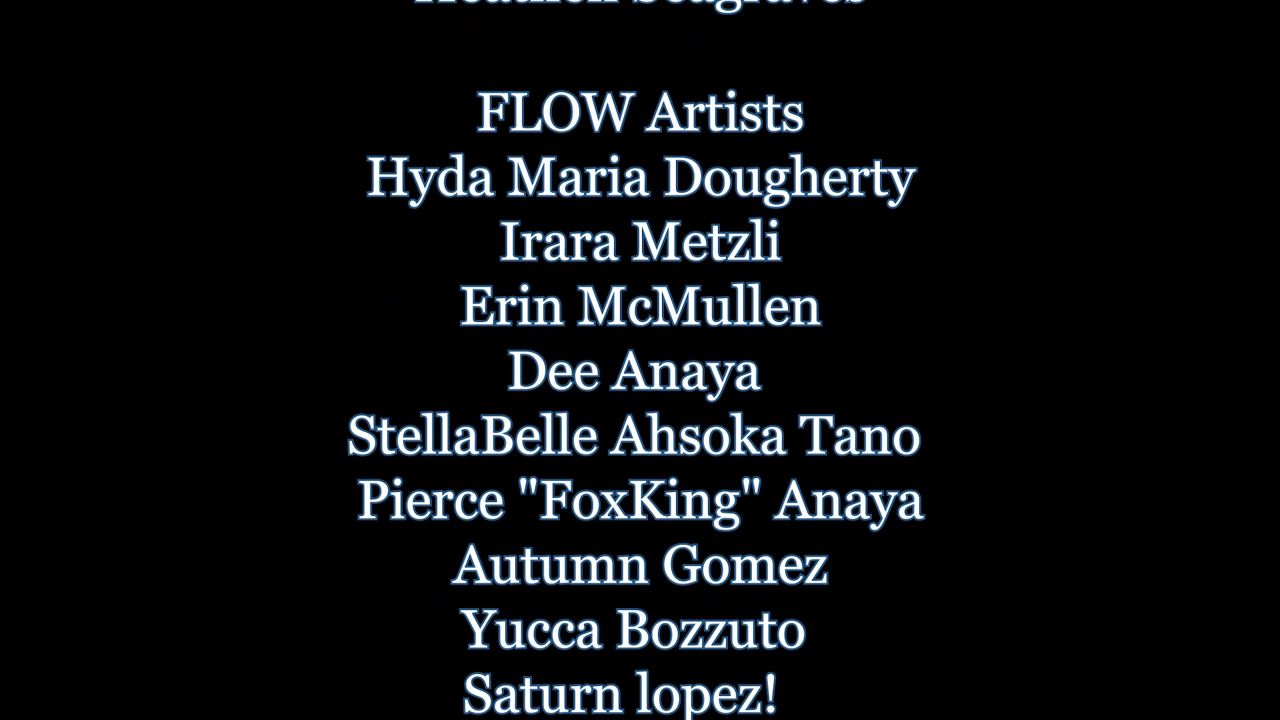 Seagraves
FLOW Artists
Hyda Maria Dougherty
Irara Metzli
Erin McMullen
Dee Anaya
StellaBelle Ahsoka Tano
Pierce "FoxKing" Anaya
Autumn Gomez
Yucca Bozzuto
Saturn lopez!